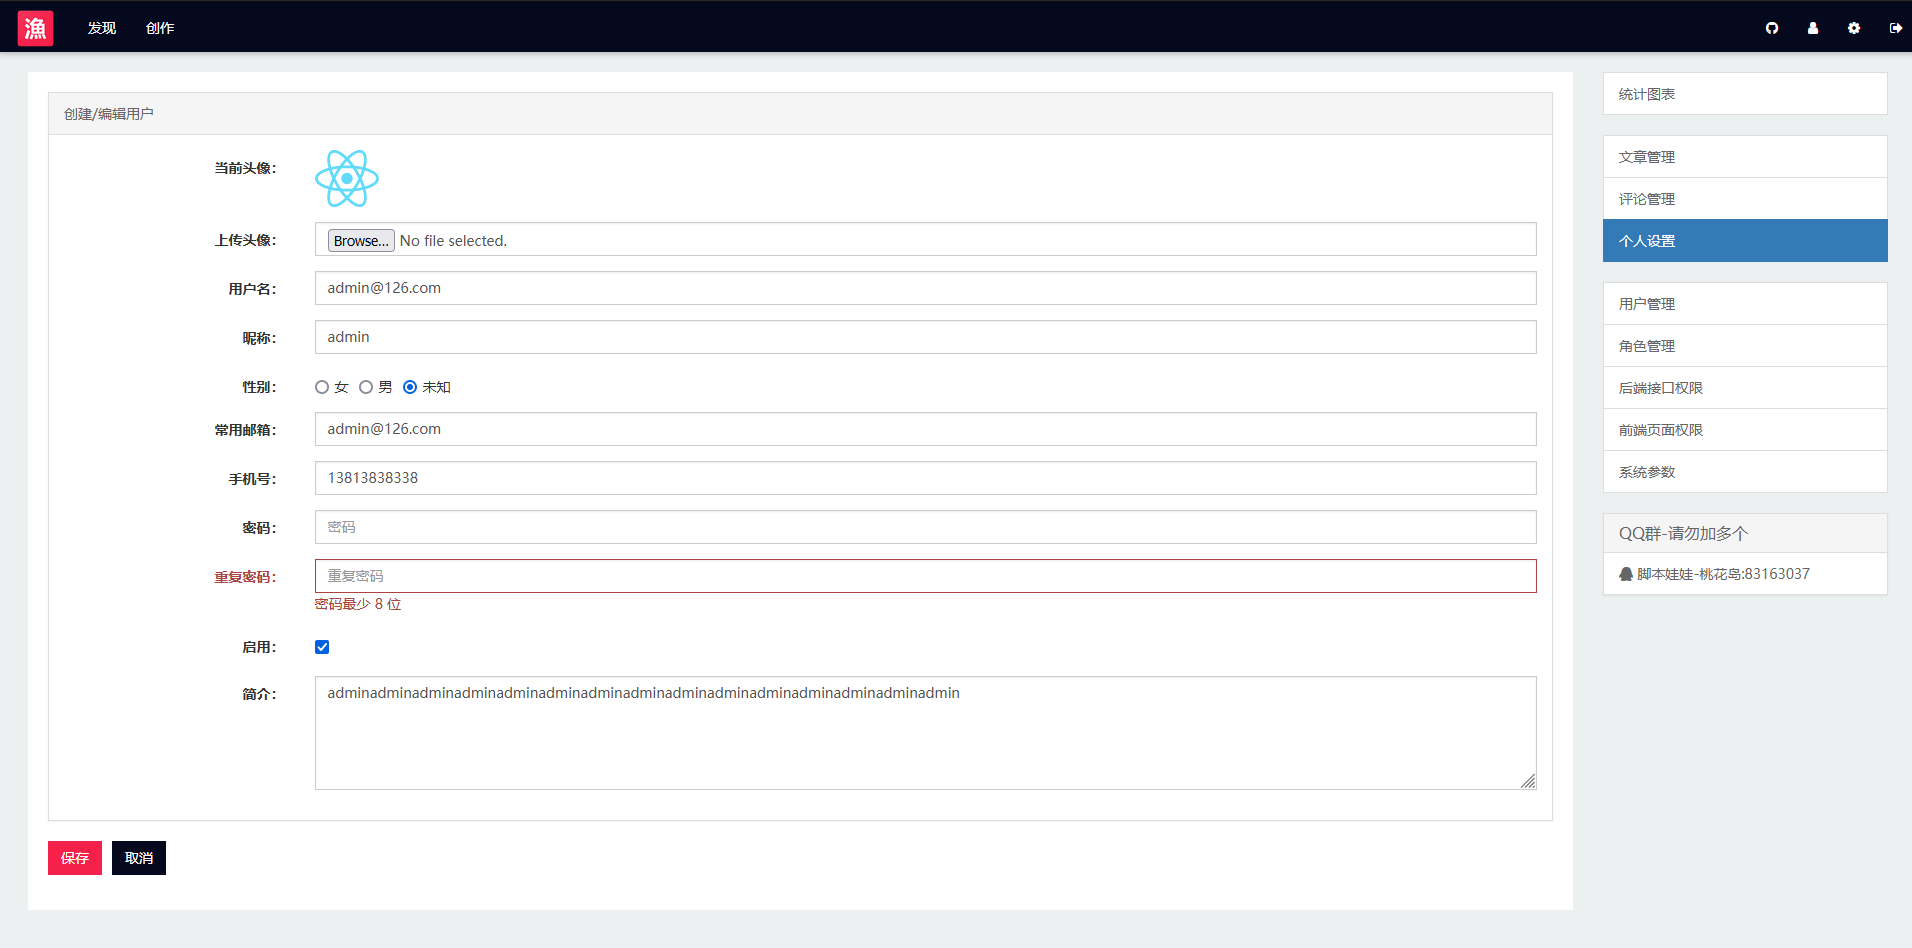 漁 发现 创作
创建/编辑用户
当前头像：
上传头像： Browse... No file selected.
用户名： admin@126.com
昵称： admin
性别： 女 男 未知
常用邮箱： admin@126.com
手机号： 13813838338
密码： 密码
重复密码： 重复密码
密码最少 8 位
启用：
简介： adminadminadminadminadminadminadminadminadminadminadminadminadminadminadmin
保存 取消
统计图表
文章管理
评论管理
个人设置
用户管理
角色管理
后端接口权限
前端页面权限
系统参数
QQ群-请勿加多个
脚本娃娃-桃花岛:83163037